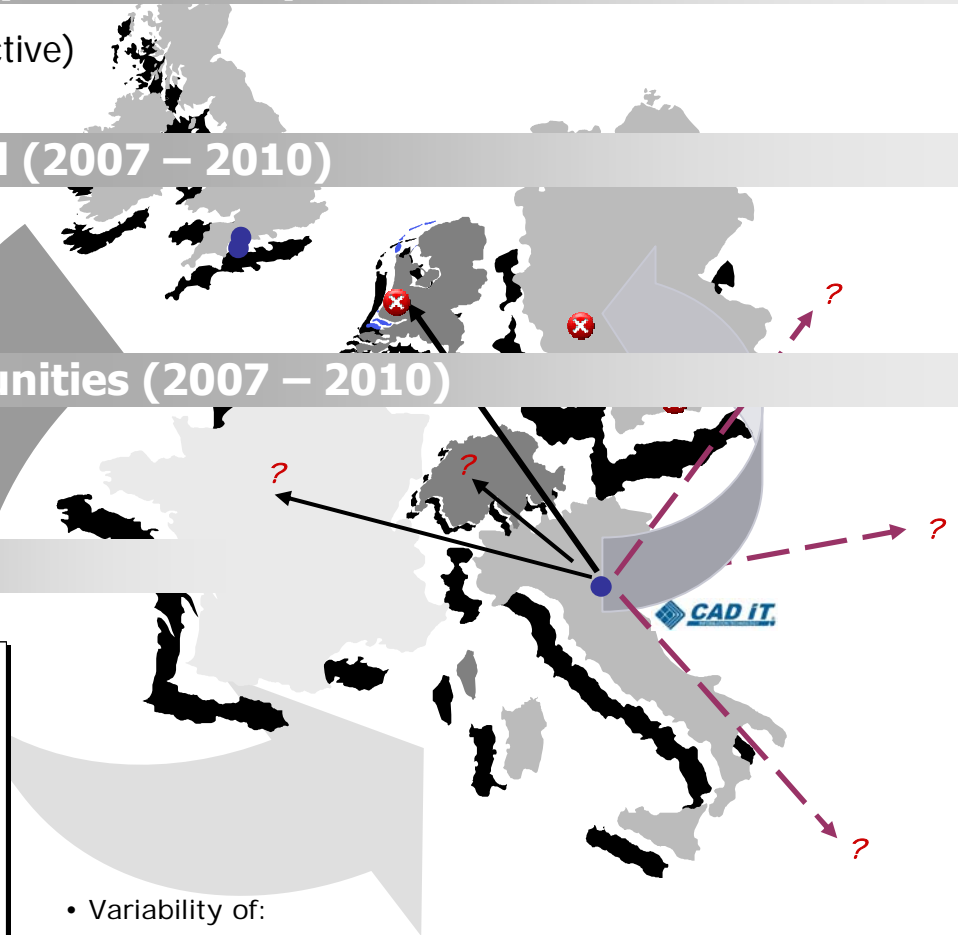 ctive)
l (2007 – 2010)
?
unities (2007 – 2010)
?
?
?
CAD iT
?
• Variability of: